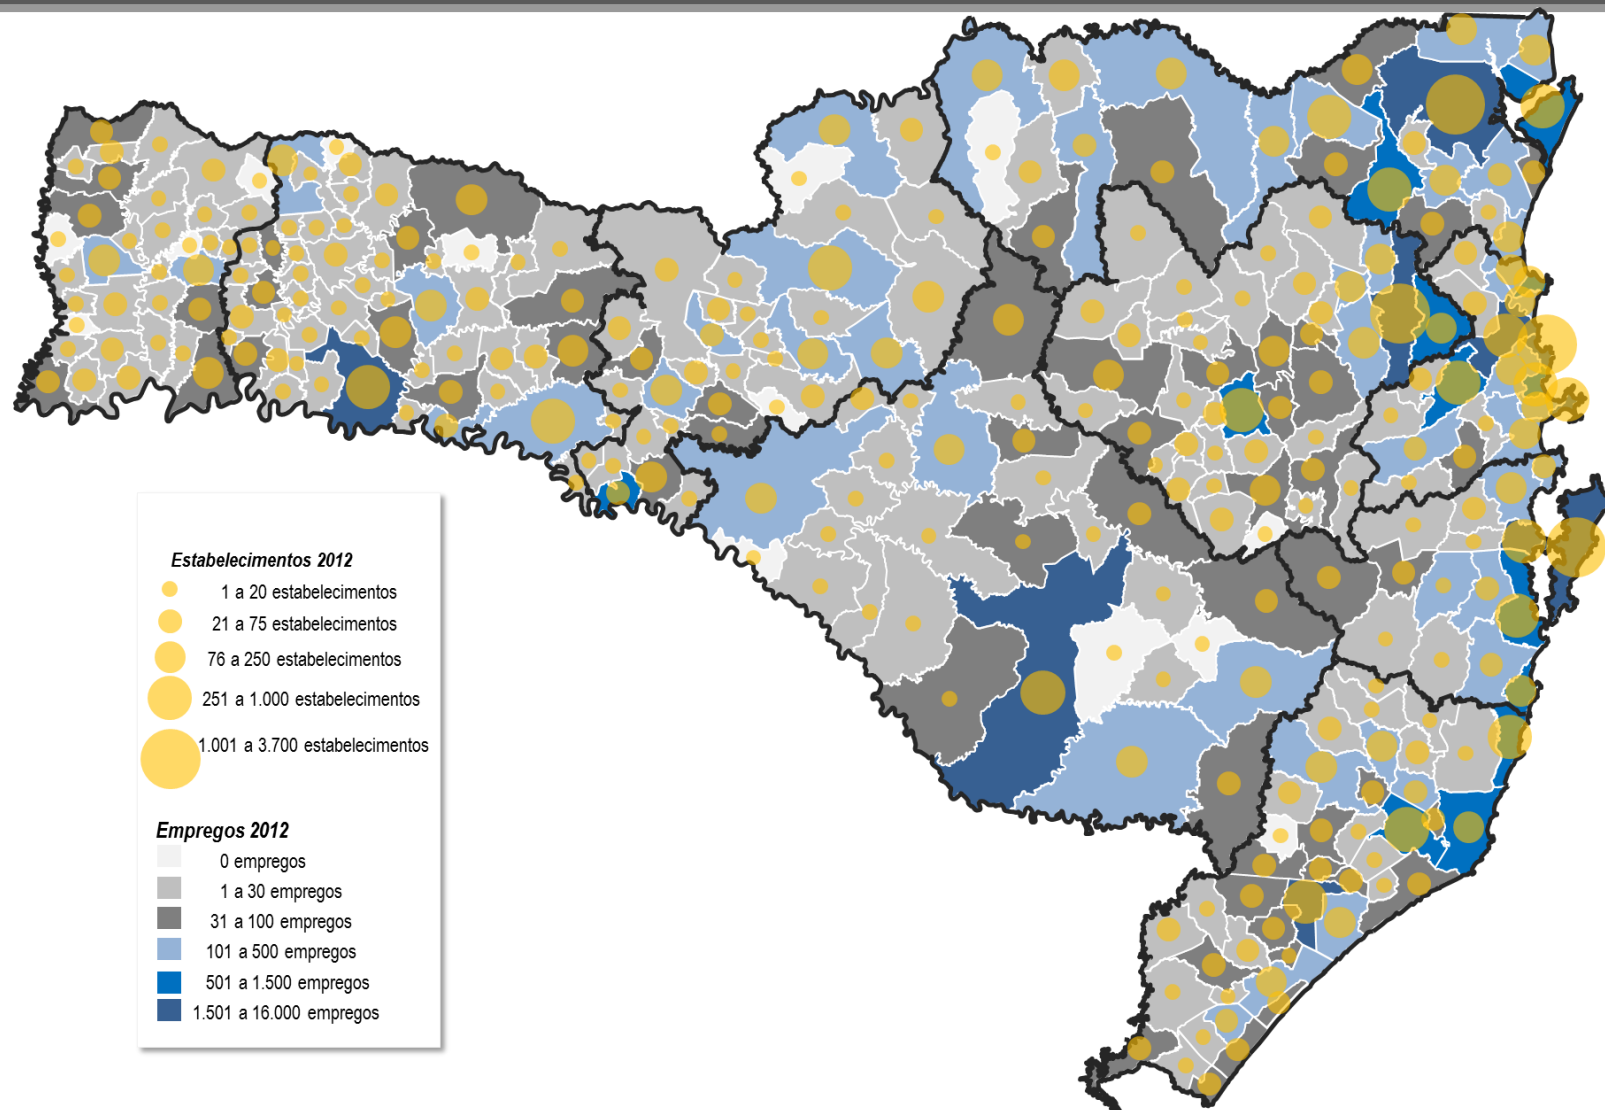 Estabelecimentos 2012
1 a 20 estabelecimentos
21 a 75 estabelecimentos
76 a 250 estabelecimentos
251 a 1.000 estabelecimentos
1.001 a 3.700 estabelecimentos
Empregos 2012
0 empregos
1 a 30 empregos
31 a 100 empregos
101 a 500 empregos
501 a 1.500 empregos
1.501 a 16.000 empregos